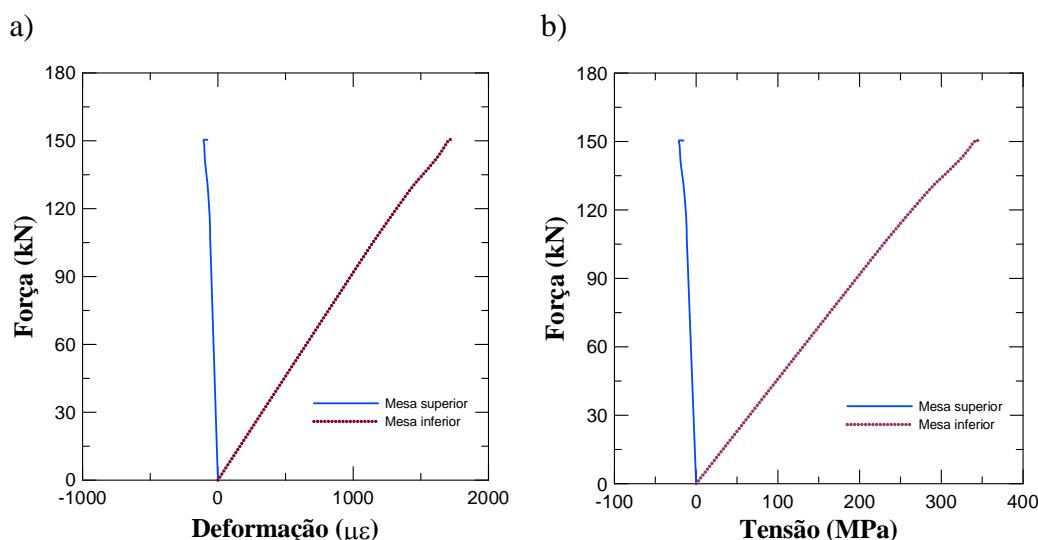 a)
180
150
120
90
60
30
0
Força (kN)
-1000
0
1000
2000
Deformação (με)
Mesa superior
Mesa inferior
b)
180
150
120
90
60
30
0
Força (kN)
-100
0
100
200
300
400
Tensão (MPa)
Mesa superior
Mesa inferior